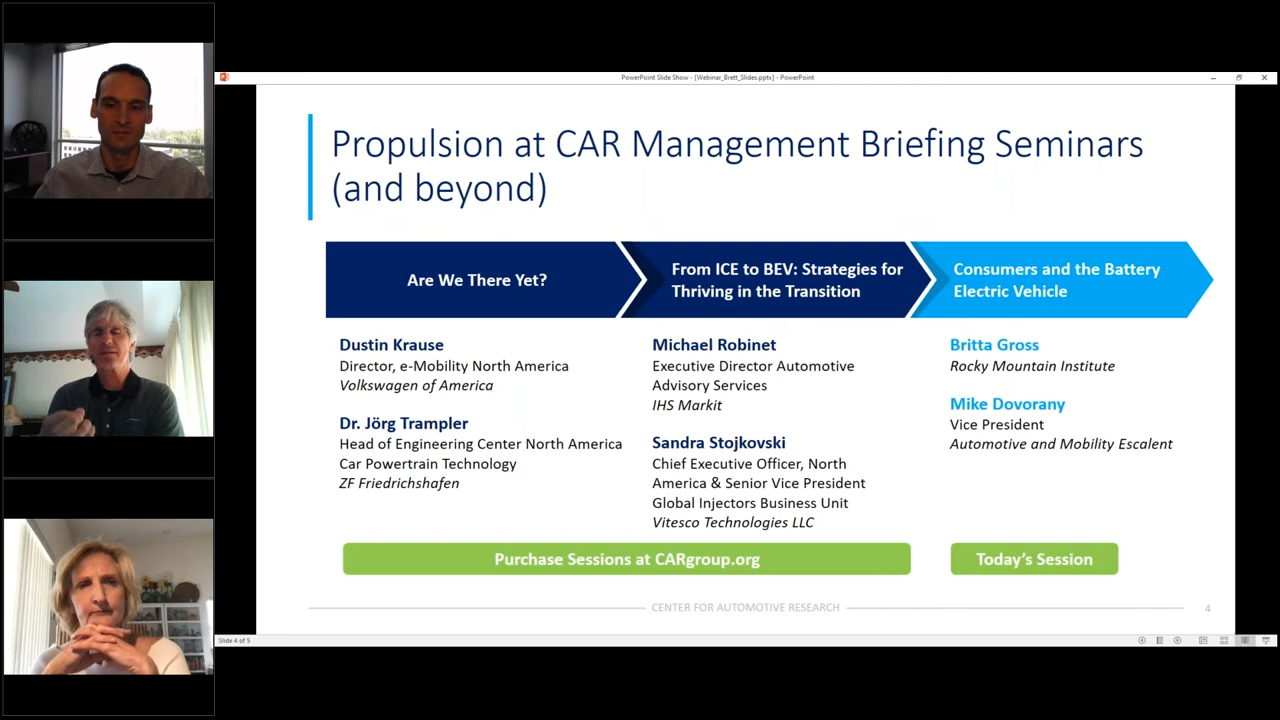 PowerPoint Slide Show - [Webinar_Brett_Slides.pptx] - PowerPoint
Propulsion at CAR Management Briefing Seminars
(and beyond)
Are We There Yet?
From ICE to BEV: Strategies for
Thriving in the Transition
Consumers and the Battery
Electric Vehicle
Dustin Krause
Director, e-Mobility North America
Volkswagen of America
Dr. Jörg Trampler
Head of Engineering Center North America
Car Powertrain Technology
ZF Friedrichshafen
Michael Robinet
Executive Director Automotive
Advisory Services
IHS Markit
Sandra Stojkovski
Chief Executive Officer, North
America & Senior Vice President
Global Injectors Business Unit
Vitesco Technologies LLC
Britta Gross
Rocky Mountain Institute
Mike Dovorany
Vice President
Automotive and Mobility Escalent
Purchase Sessions at CARgroup.org
Today's Session
CENTER FOR AUTOMOTIVE RESEARCH
4
Slide 4 of 5